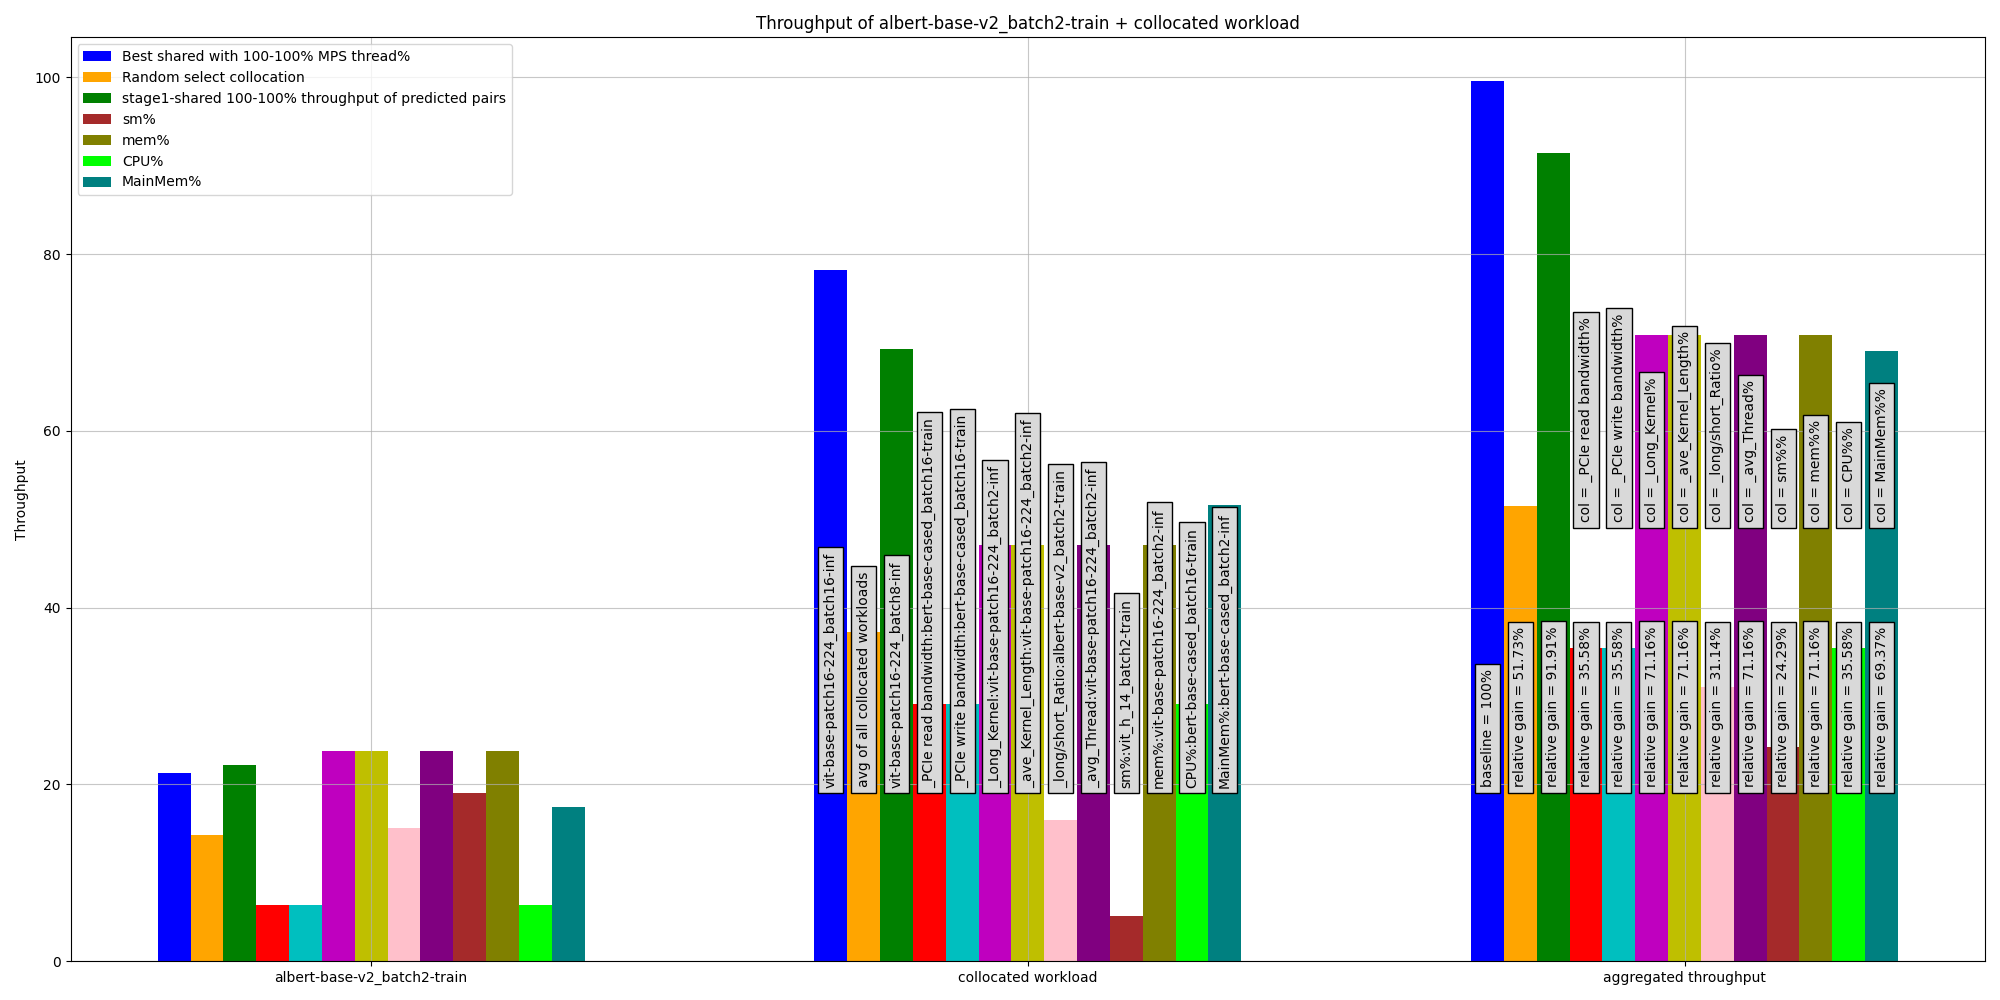 Throughput of albert-base-v2_batch2-train + collocated workload
Best shared with 100-100% MPS thread%
Random select collocation
stage1-shared 100-100% throughput of predicted pairs
sm%
mem%
CPU%
MainMem%
Throughput
100
80
60
40
20
0
vit-base-patch16-224_batch16-inf
avg of all collocated workloads
vit-base-patch16-224_batch8-inf
_PCIe read bandwidth:bert-base-cased_batch16-train
_PCIe write bandwidth:bert-base-cased_batch16-train
_Long_Kernel:vit-base-patch16-224_batch2-inf
_ave_Kernel_Length:vit-base-patch16-224_batch2-inf
_long/short_Ratio:albert-base-v2_batch2-train
_avg_Thread:vit-base-patch16-224_batch2-inf
sm%:vit_h_14_batch2-train
mem%:vit-base-patch16-224_batch2-inf
CPU%:bert-base-cased_batch16-train
MainMem%:bert-base-cased_batch2-inf
col = _PCIe read bandwidth%
col = _PCIe write bandwidth%
col = _Long_Kernel%
col = _ave_Kernel_Length%
col = _long/short_Ratio%
col = _avg_Thread%
col = sm%%
col = mem%%
col = CPU%%
col = MainMem%%
baseline = 100%
relative gain = 51.73%
relative gain = 91.91%
relative gain = 35.58%
relative gain = 35.58%
relative gain = 71.16%
relative gain = 71.16%
relative gain = 31.14%
relative gain = 71.16%
relative gain = 24.29%
relative gain = 71.16%
relative gain = 35.58%
relative gain = 69.37%
albert-base-v2_batch2-train
collocated workload
aggregated throughput